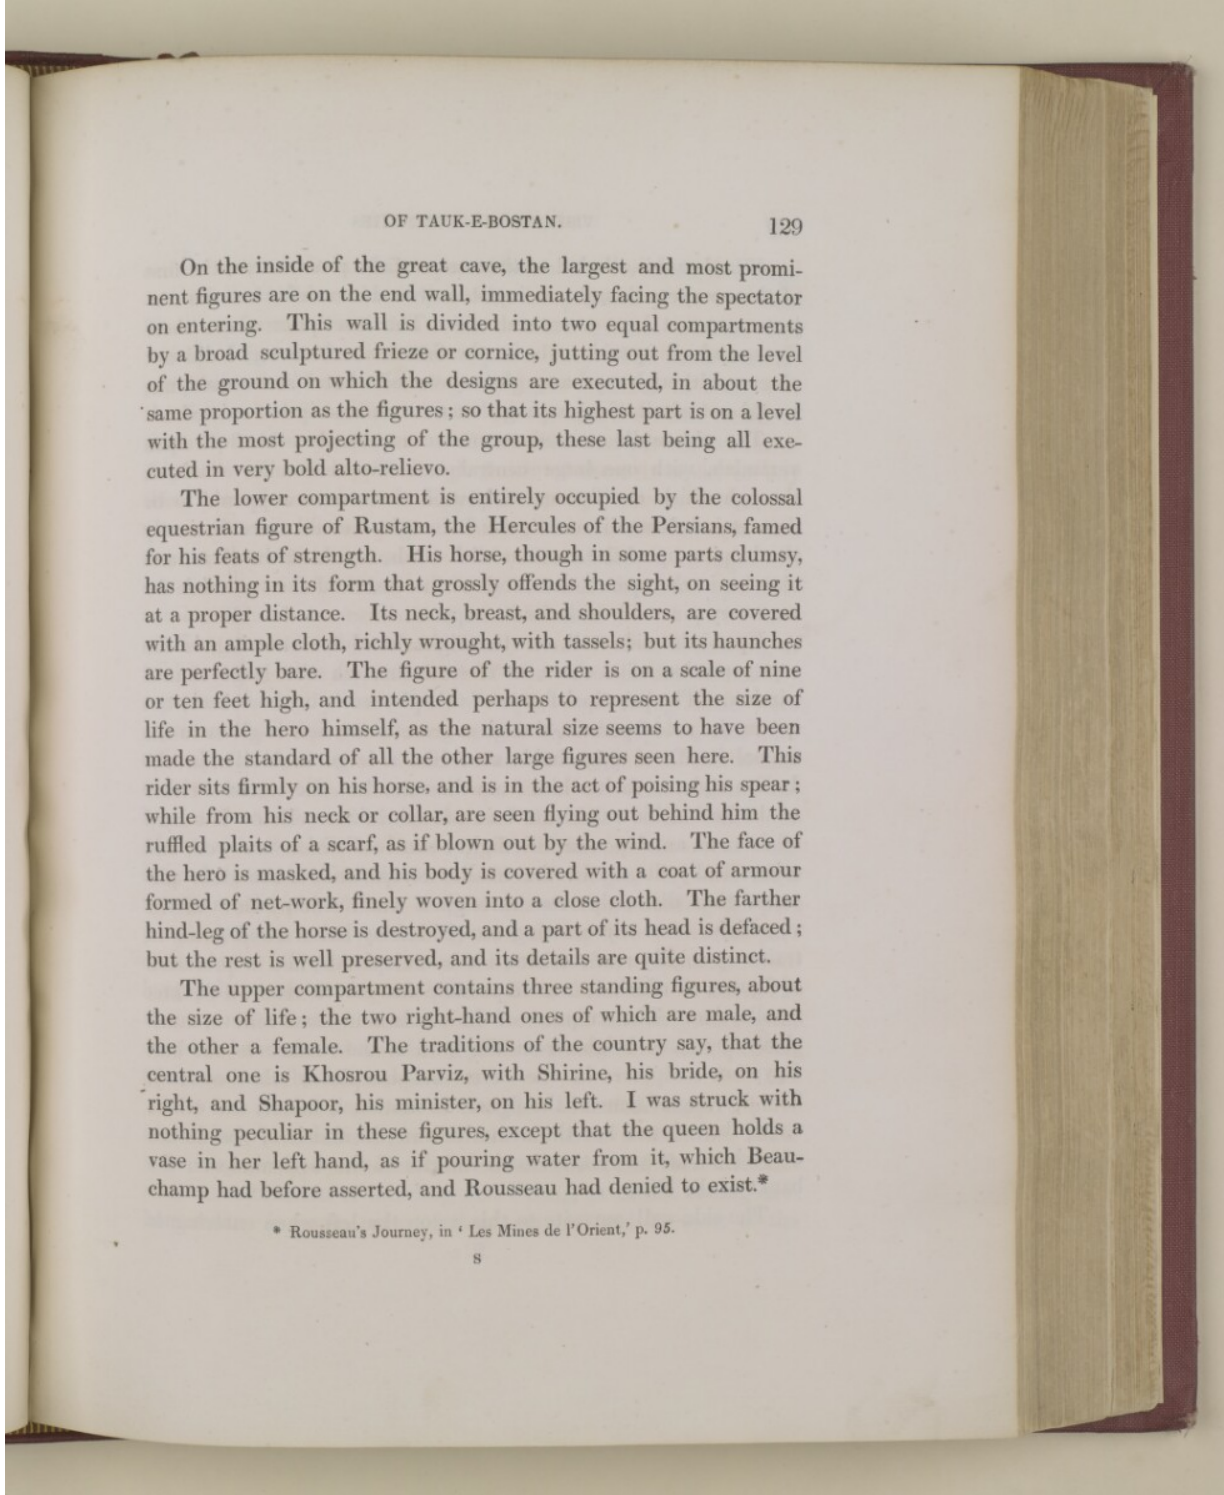 OF TAUK-E-BOSTAN.
129
On the inside of the great cave, the largest and most promi-
nent figures are on the end wall, immediately facing the spectator
on entering. This wall is divided into two equal compartments
by a broad sculptured frieze or cornice, jutting out from the level
of the ground on which the designs are executed, in about the
same proportion as the figures; so that its highest part is on a level
with the most projecting of the group, these last being all exe-
cuted in very bold alto-relievo.
The lower compartment is entirely occupied by the colossal
equestrian figure of Rustam, the Hercules of the Persians, famed
for his feats of strength. His horse, though in some parts clumsy,
has nothing in its form that grossly offends the sight, on seeing it
at a proper distance. Its neck, breast, and shoulders, are covered
with an ample cloth, richly wrought, with tassels; but its haunches
are perfectly bare. The figure of the rider is on a scale of nine
or ten feet high, and intended perhaps to represent the size of
life in the hero himself, as the natural size seems to have been
made the standard of all the other large figures seen here. This
rider sits firmly on his horse, and is in the act of poising his spear;
while from his neck or collar, are seen flying out behind him the
ruffled plaits of a scarf, as if blown out by the wind. The face of
the hero is masked, and his body is covered with a coat of armour
formed of net-work, finely woven into a close cloth. The farther
hind-leg of the horse is destroyed, and a part of its head is defaced;
but the rest is well preserved, and its details are quite distinct.
The upper compartment contains three standing figures, about
the size of life; the two right-hand ones of which are male, and
the other a female. The traditions of the country say, that the
central one is Khosrou Parviz, with Shirine, his bride, on his
right, and Shapoor, his minister, on his left. I was struck with
nothing peculiar in these figures, except that the queen holds a
vase in her left hand, as if pouring water from it, which Beau-
champ had before asserted, and Rousseau had denied to exist.*
* Rousseau's Journey, in ‘ Les Mines de l'Orient,’ p. 95.
s